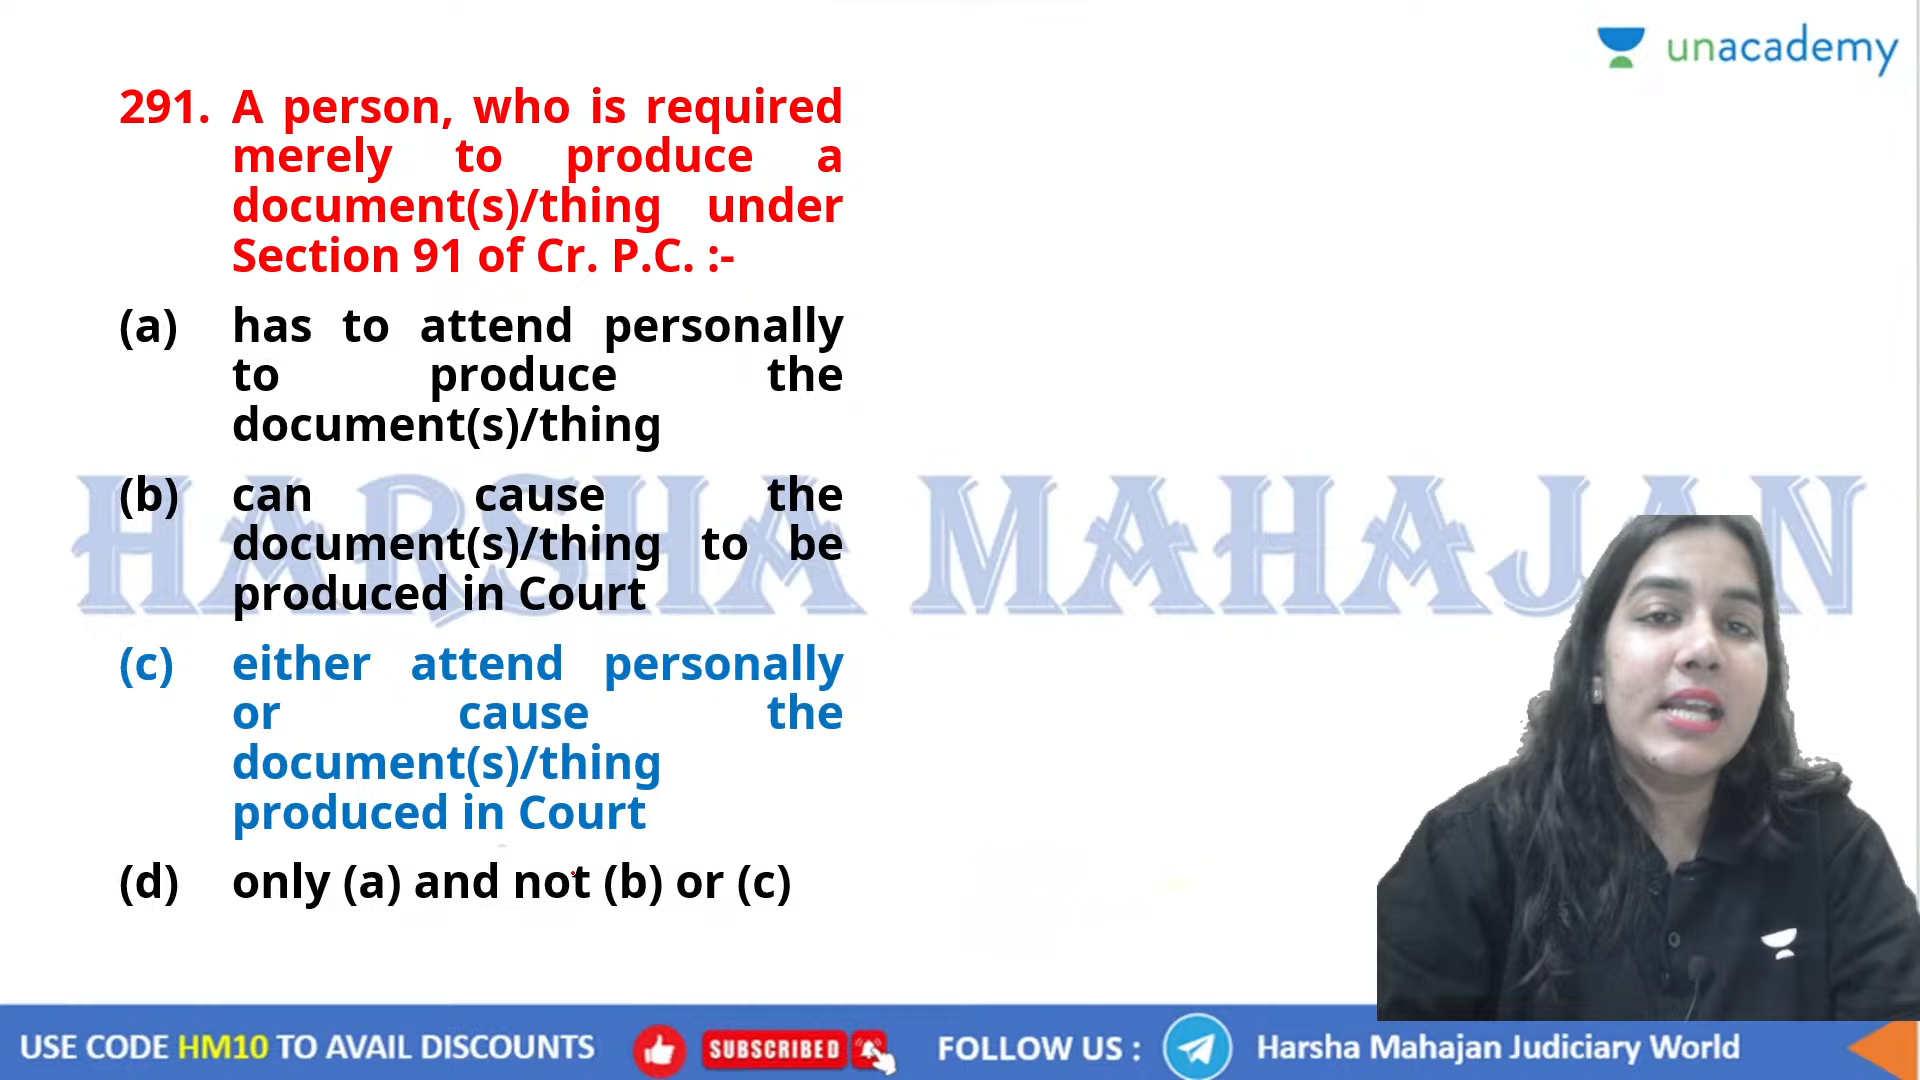 unacademy
291. A person, who is required
merely to produce a
document(s)/thing under
Section 91 of Cr. P.C. :-
(a) has to attend personally
to produce the
document(s)/thing
HARSHA MAHAJAN
(b) can cause the
document(s)/thing to be
produced in Court
(c) either attend personally
or cause the
document(s)/thing
produced in Court
(d) only (a) and not (b) or (c)
USE CODE HM10 TO AVAIL DISCOUNTS
SUBSCRIBED
FOLLOW US :
Harsha Mahajan Judiciary World